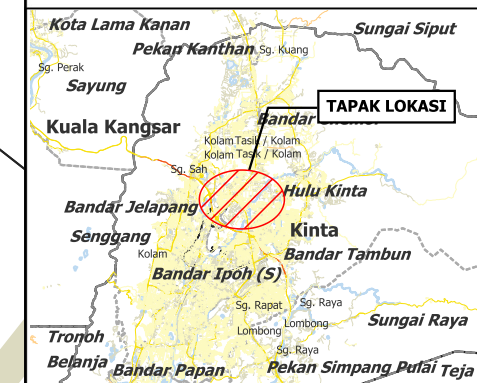 Kota Lama Kanan
Sungai Siput
Pekan Kanthan
Sg. Kuang
Sg. Perak
Sayung
TAPAK LOKASI
Bandar
Kuala Kangsar
Kolam Tasik / Kolam
Kolam Tasik / Kolam
Sg. Sah
Hulu Kinta
Bandar Jelapang
Senggang
Kinta
Kolam
Bandar Tambun
Bandar Ipoh (S)
Sg. Rapat
Sg. Raya
Lombong
Lombong
Sungai Raya
Tronoh
Sg. Raya
Belanja
Bandar Papan
Pekan Simpang Pulai
Teja